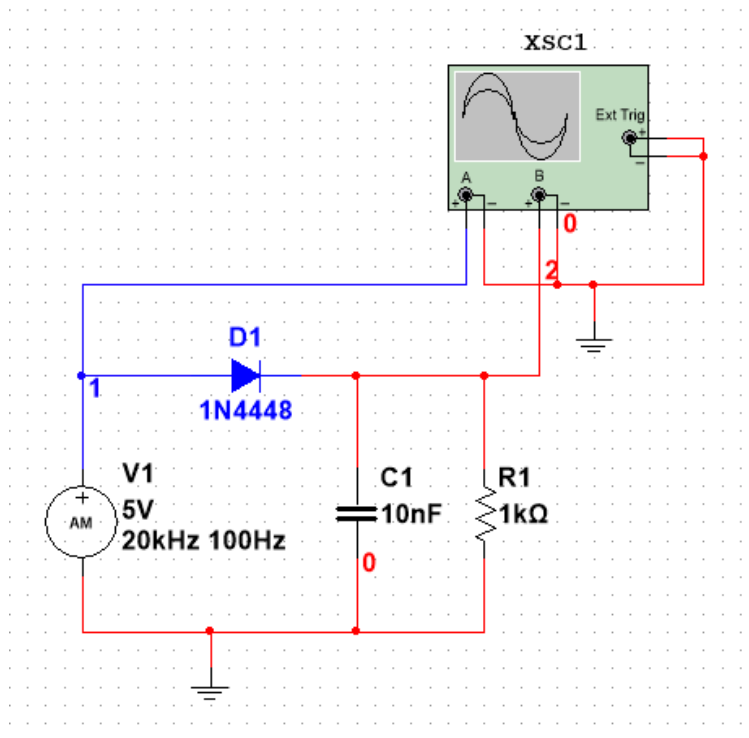 XSC1
Ext Trig
+
−
A
B
+ − + −
0
2
D1
1
1N4448
V1
+
AM
5V
20kHz 100Hz
C1
10nF
0
R1
1kΩ